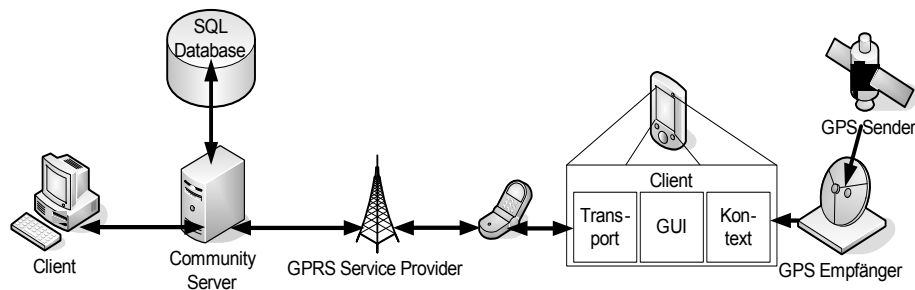 SQL
Database
GPS Sender
Client
Trans-
port
GUI
Kon-
text
Client
Community
Server
GPRS Service Provider
GPS Empfänger